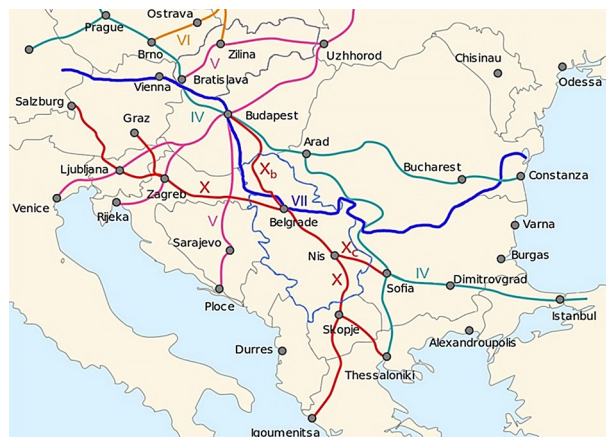 Ostrava
Prague
VI
Brno
Zilina
Uzhhorod
V
Chisinau
Odessa
Bratislava
Vienna
Salzburg
IV
Budapest
Graz
Arad
Ljubljana
Xb
Bucharest
Constanza
Zagreb
X
VII
Venice
Rijeka
V
Belgrade
Varna
Sarajevo
Xc
Nis
Burgas
IV
X
Sofia
Dimitrovgrad
Ploce
Istanbul
Skopje
Alexandroupolis
Durres
Thessaloniki
Igoumenitsa